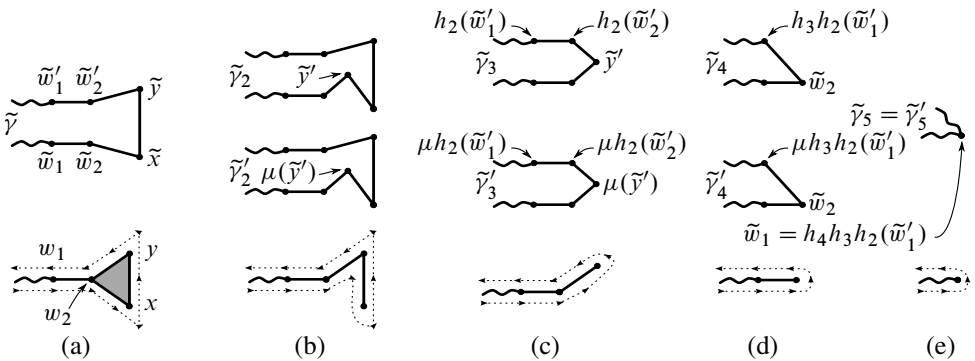 w̃′₁ w̃′₂ ỹ
γ̃
w̃₁ w̃₂ x̃
w₁ y
w₂ x
(a)
γ̃₂ ỹ′
γ̃′₂ μ(ỹ′)
(b)
h₂(w̃′₁) h₂(w̃′₂)
γ̃₃ ỹ′
μh₂(w̃′₁) μh₂(w̃′₂)
γ̃′₃ μ(ỹ′)
(c)
h₃h₂(w̃′₁)
γ̃₄ w̃₂
μh₃h₂(w̃′₁)
γ̃′₄ w̃₂
(d)
γ̃₅ = γ̃′₅
w̃₁ = h₄h₃h₂(w̃′₁)
(e)